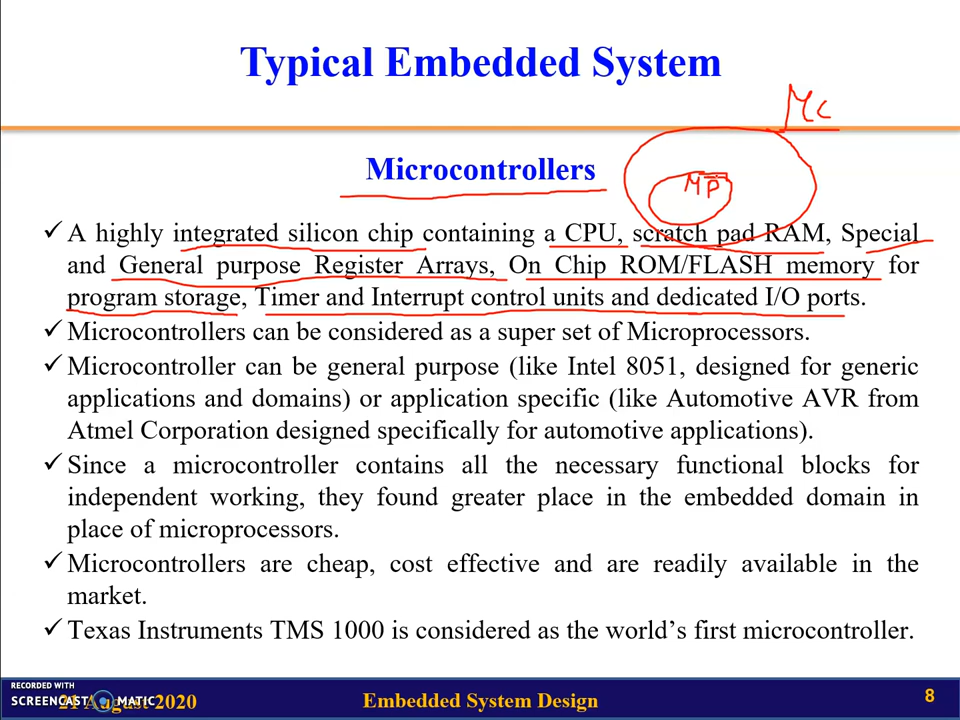 Typical Embedded System
MC
Microcontrollers
MP
✓ A highly integrated silicon chip containing a CPU, scratch pad RAM, Special
and General purpose Register Arrays, On Chip ROM/FLASH memory for
program storage, Timer and Interrupt control units and dedicated I/O ports.
✓ Microcontrollers can be considered as a super set of Microprocessors.
✓ Microcontroller can be general purpose (like Intel 8051, designed for generic
applications and domains) or application specific (like Automotive AVR from
Atmel Corporation designed specifically for automotive applications).
✓ Since a microcontroller contains all the necessary functional blocks for
independent working, they found greater place in the embedded domain in
place of microprocessors.
✓ Microcontrollers are cheap, cost effective and are readily available in the
market.
✓ Texas Instruments TMS 1000 is considered as the world's first microcontroller.
RECORDED WITH
SCREENCAST MATIC
21 August 2020
Embedded System Design
8